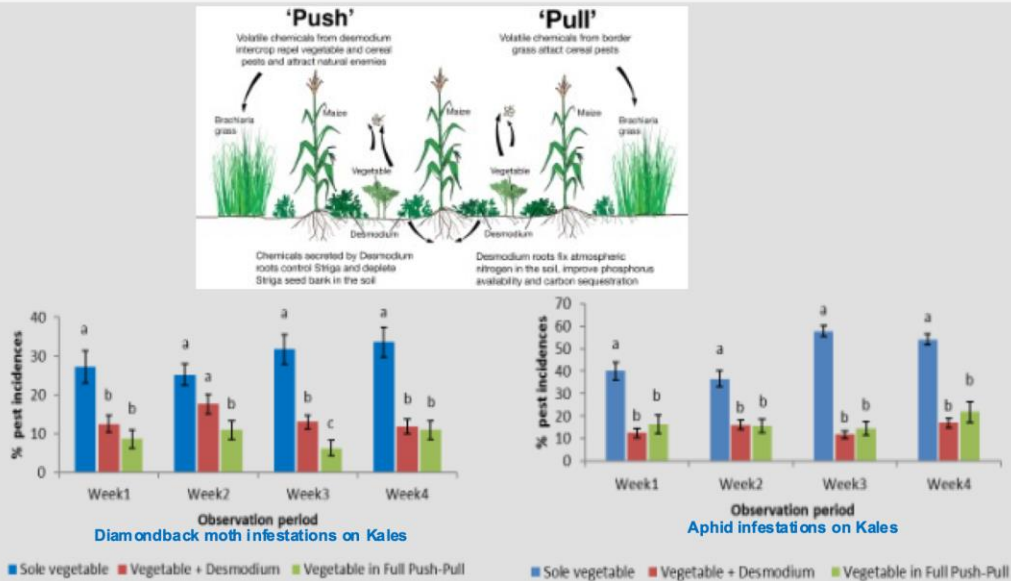 'Push'
Volatile chemicals from desmodium
intercrop repel vegetable and cereal
pests and attract natural enemies
'Pull'
Volatile chemicals from border
grass attact cereal pests
Brachiaria
grass
Maize
Vegetable
Maize
Vegetable
Maize
Brachiaria
grass
Desmodium
Desmodium
Chemicals secreted by Desmodium
roots control Striga and deplete
Striga seed bank in the soil
Desmodium roots fix atmospheric
nitrogen in the soil, improve phosphorus
availability and carbon sequestration
% pest incidences
40
30
20
10
0
a b b
a a b
a b c
a b b
Week1 Week2 Week3 Week4
Observation period
Diamondback moth infestations on Kales
Sole vegetable Vegetable + Desmodium Vegetable in Full Push-Pull
% pest incidences
70
60
50
40
30
20
10
0
a b b
a b b
a b b
a b b
Week1 Week2 Week3 Week4
Observation period
Aphid infestations on Kales
Sole vegetable Vegetable + Desmodium Vegetable in Full Push-Pull